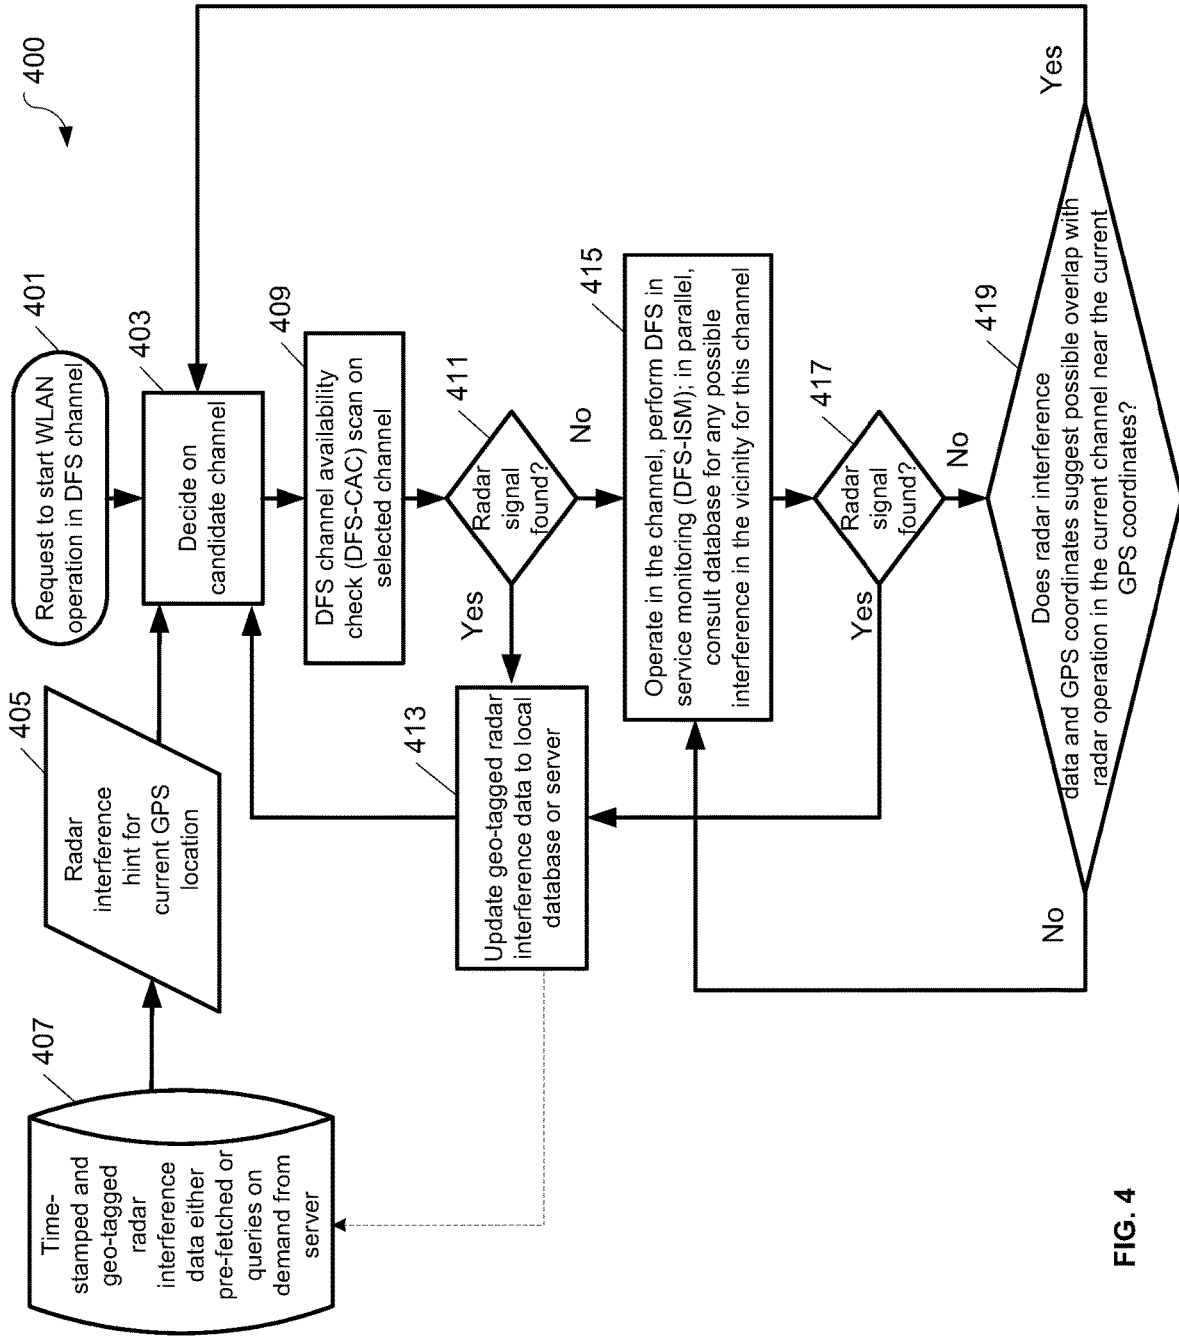 400
401
Request to start WLAN
operation in DFS channel
403
Decide on
candidate channel
405
Radar
interference
hint for
current GPS
location
407
Time-
stamped and
geo-tagged
radar
interference
data either
pre-fetched or
queries on
demand from
server
409
DFS channel availability
check (DFS-CAC) scan on
selected channel
411
Radar
signal
found?
Yes
No
413
Update geo-tagged radar
interference data to local
database or server
415
Operate in the channel, perform DFS in
service monitoring (DFS-ISM); in parallel,
consult database for any possible
interference in the vicinity for this channel
417
Radar
signal
found?
Yes
No
419
Does radar interference
data and GPS coordinates suggest possible overlap with
radar operation in the current channel near the current
GPS coordinates?
No
Yes
FIG. 4